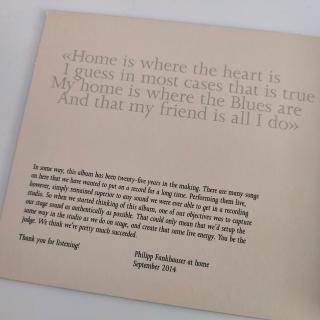 «Home is where the heart is
I guess in most cases that is true
My home is where the Blues are
And that my friend is all I do»
In some way, this album has been twenty-five years in the making. There are many songs
on here that we have wanted to put on a record for a long time. Performing them live,
however, simply remained superior to any sound we were ever able to get in a recording
studio. So when we started thinking of this album, one of our objectives was to capture
our stage sound as authentically as possible. That could only mean that we'd setup the
same way in the studio as we do on stage, and create that same live energy. You be the
judge. We think we're pretty much succeeded.
Thank you for listening!
Philipp Fankhauser at home
September 2014